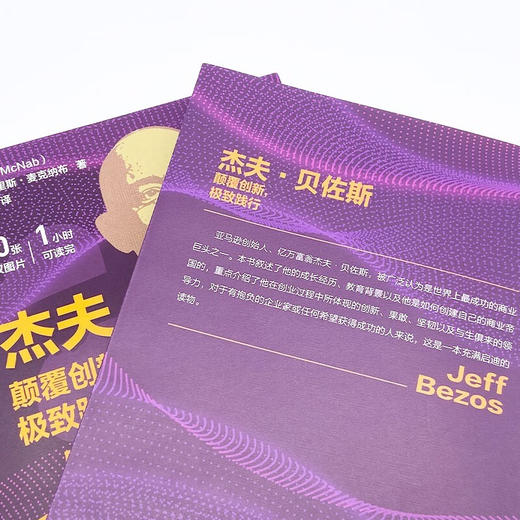 McNab)
里斯·麦克纳布 著
译
0张 1小时
图片 可读完
杰夫
颠覆创新
极致践
杰夫·贝佐斯
颠覆创新,
极致践行
亚马逊创始人、亿万富翁杰夫·贝佐斯,被广泛认为是世界上最成功的商业
巨头之一。本书叙述了他的成长经历、教育背景以及他是如何创建自己的商业帝
国的,重点介绍了他在创业过程中所体现的创新、果敢、坚韧以及与生俱来的领
导力,对于有抱负的企业家或任何希望获得成功的人来说,这是一本充满启迪的
读物。
Jeff
Bezos